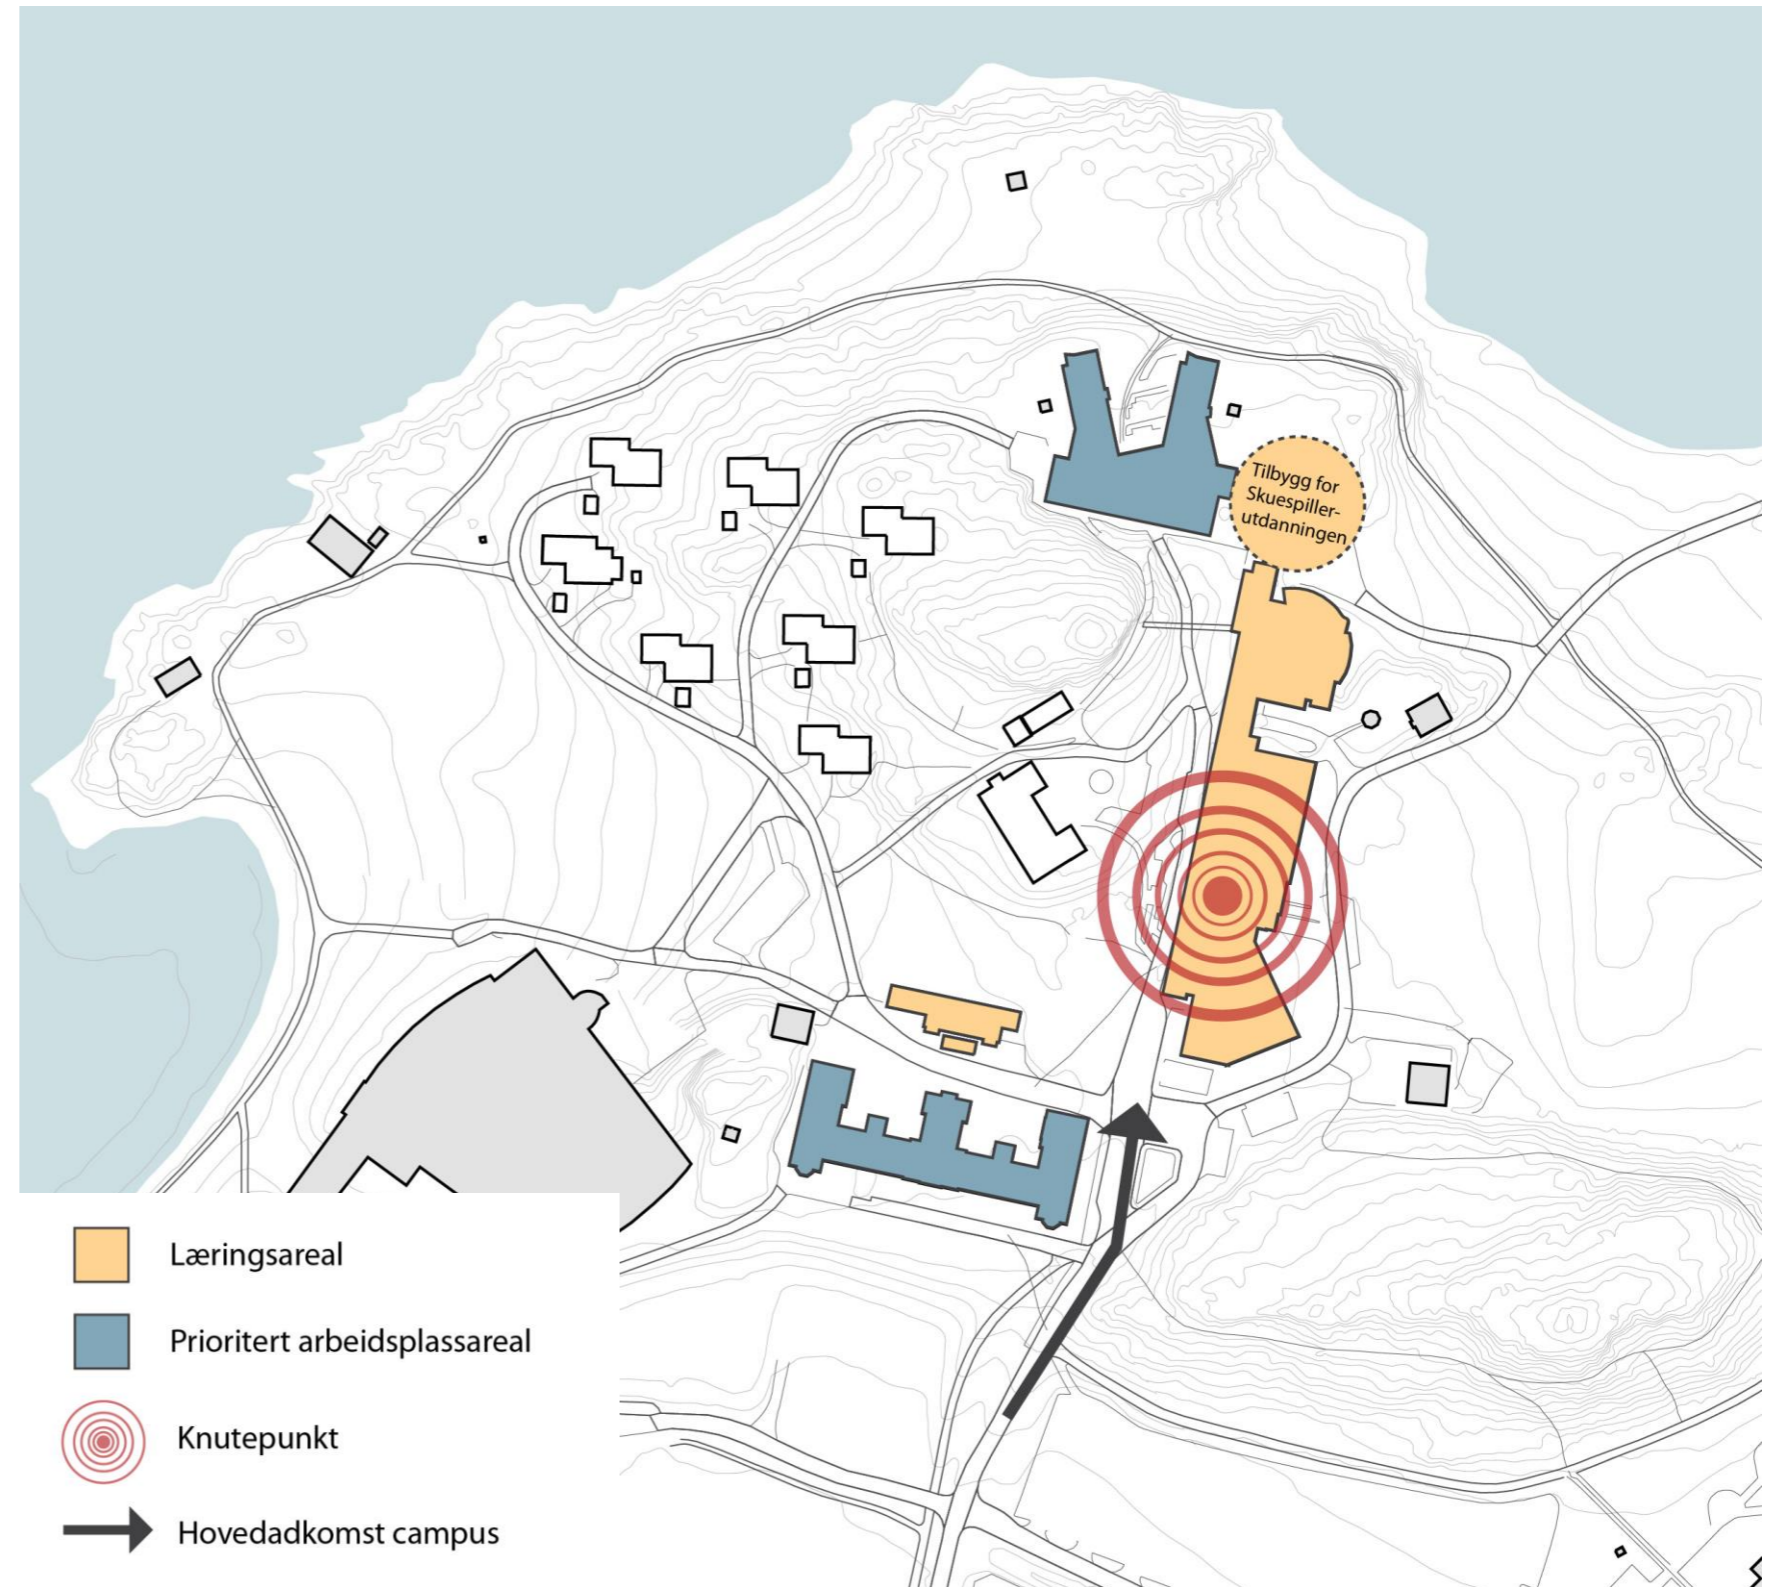 Tilbygg for
Skuespiller-
utdanningen
Læringsareal
Prioritert arbeidsplassareal
Knutepunkt
Hovedadkomst campus